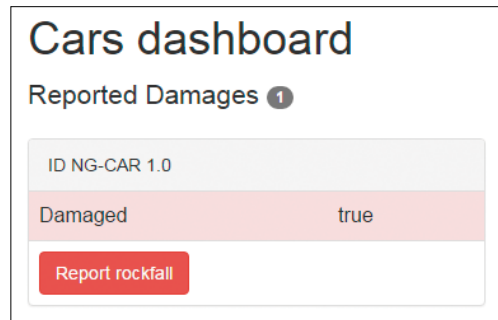 Cars dashboard
Reported Damages 1
ID NG-CAR 1.0
Damaged true
Report rockfall